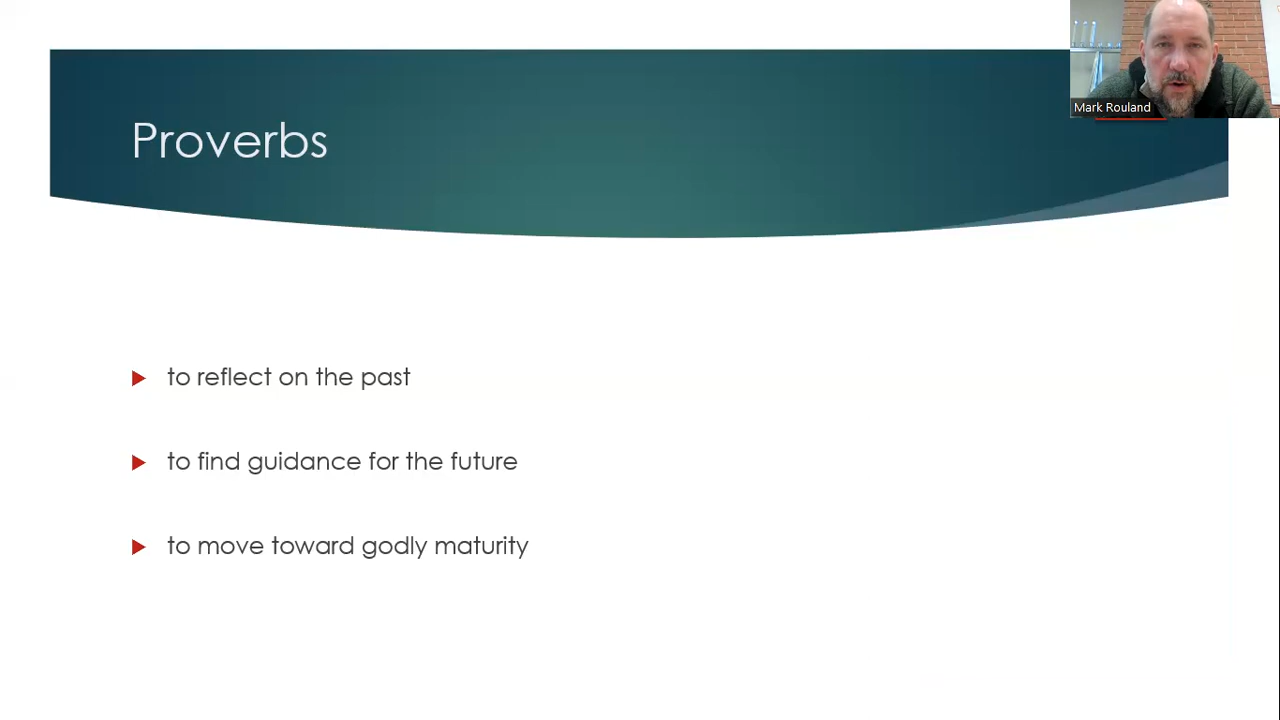 Proverbs
Mark Rouland
to reflect on the past
to find guidance for the future
to move toward godly maturity